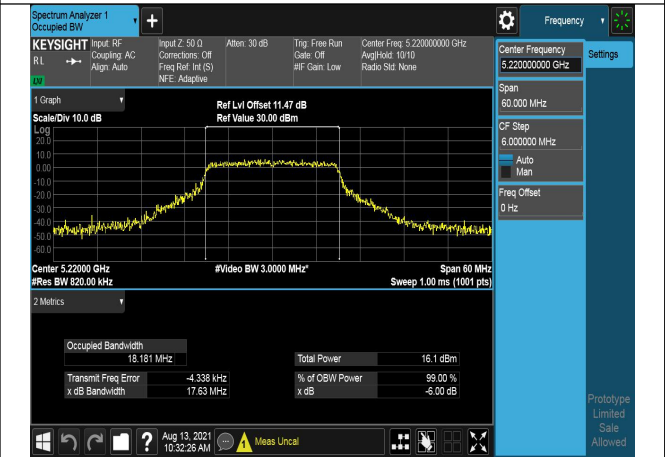 Spectrum Analyzer 1
Occupied BW
+
Frequency
KEYSIGHT
RL
Input: RF
Coupling: AC
Align: Auto
Input Z: 50 Ω
Corrections: Off
Freq Ref: Int (S)
NFE: Adaptive
Atten: 30 dB
Trig: Free Run
Gate: Off
#IF Gain: Low
Center Freq: 5.220000000 GHz
Avg|Hold: 10/10
Radio Std: None
Center Frequency
5.220000000 GHz
Settings
Span
60.000 MHz
CF Step
6.000000 MHz
Auto
Man
Freq Offset
0 Hz
1 Graph
Scale/Div 10.0 dB
Ref Lvl Offset 11.47 dB
Ref Value 30.00 dBm
Log
20.0
10.0
0.00
-10.0
-20.0
-30.0
-40.0
-50.0
-60.0
Center 5.22000 GHz
#Video BW 3.0000 MHz*
Span 60 MHz
#Res BW 820.00 kHz
Sweep 1.00 ms (1001 pts)
2 Metrics
Occupied Bandwidth
18.181 MHz
Total Power 16.1 dBm
Transmit Freq Error -4.338 kHz
% of OBW Power 99.00 %
x dB Bandwidth 17.63 MHz
x dB -6.00 dB
Prototype
Limited
Sale
Allowed
?
Aug 13, 2021
10:32:26 AM
Meas Uncal